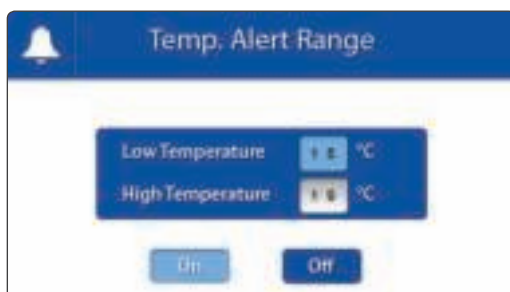 Temp. Alert Range
Low Temperature °C
High Temperature °C
On Off